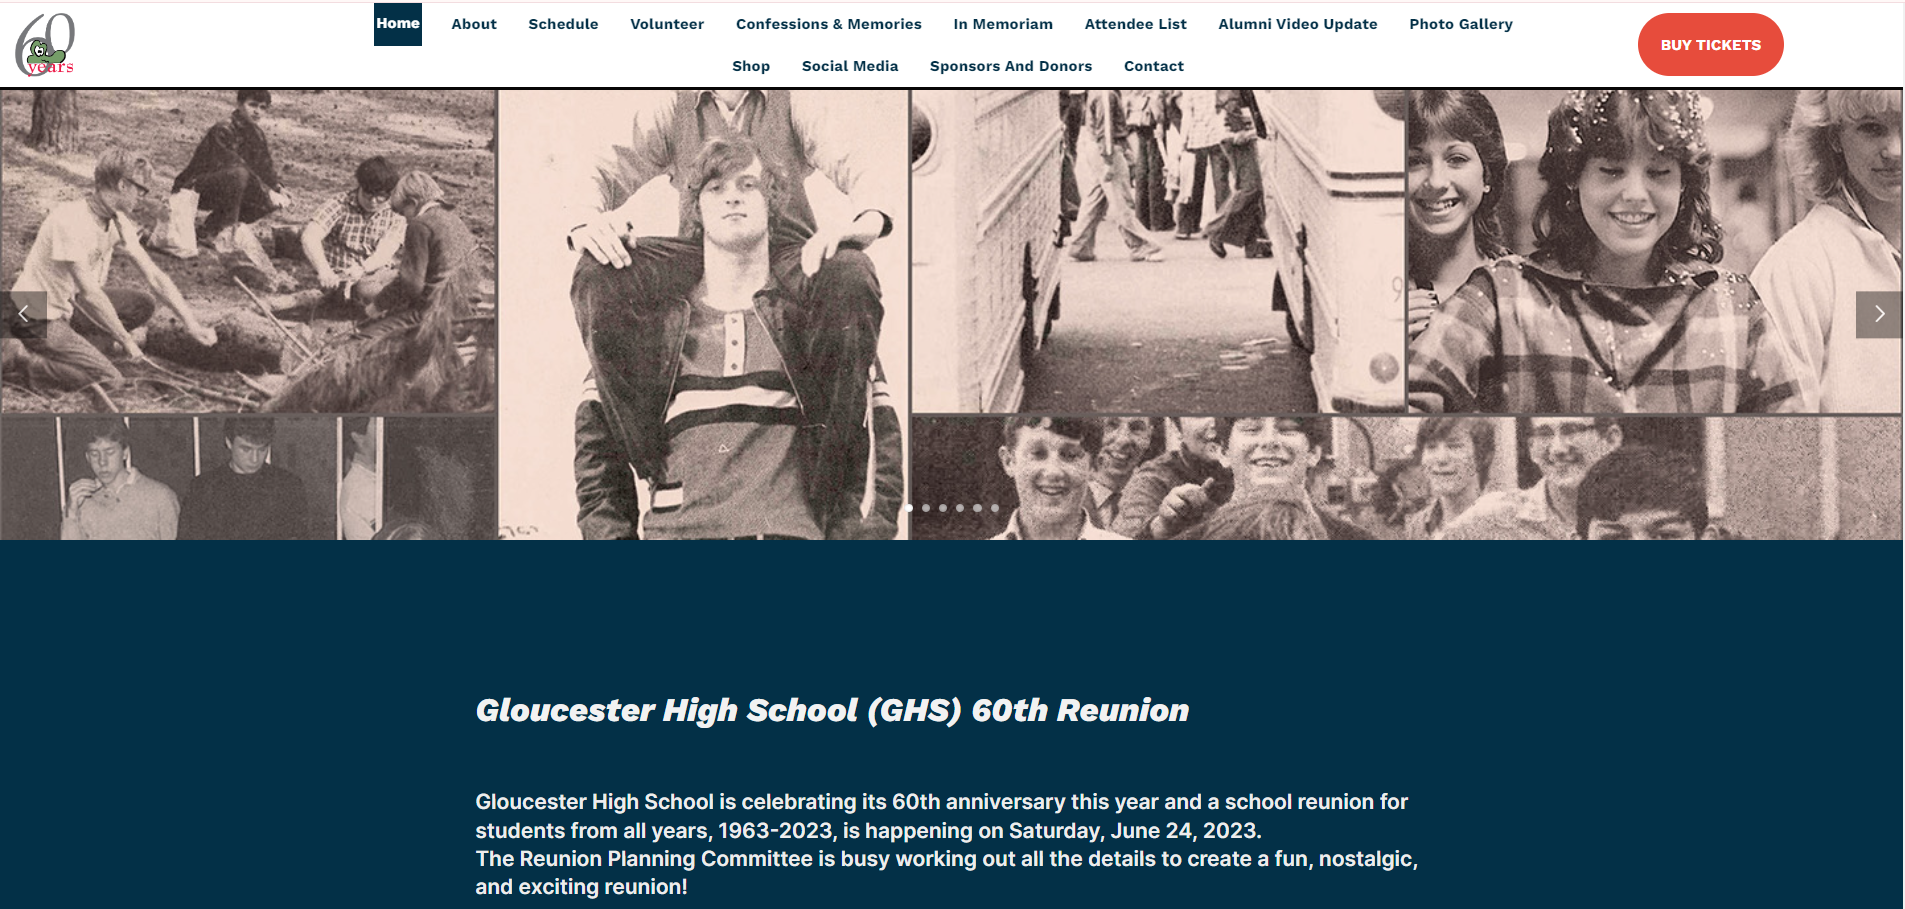 60
years
Home About Schedule Volunteer Confessions & Memories In Memoriam Attendee List Alumni Video Update Photo Gallery
Shop Social Media Sponsors And Donors Contact
BUY TICKETS
9
Gloucester High School (GHS) 60th Reunion
Gloucester High School is celebrating its 60th anniversary this year and a school reunion for
students from all years, 1963-2023, is happening on Saturday, June 24, 2023.
The Reunion Planning Committee is busy working out all the details to create a fun, nostalgic,
and exciting reunion!